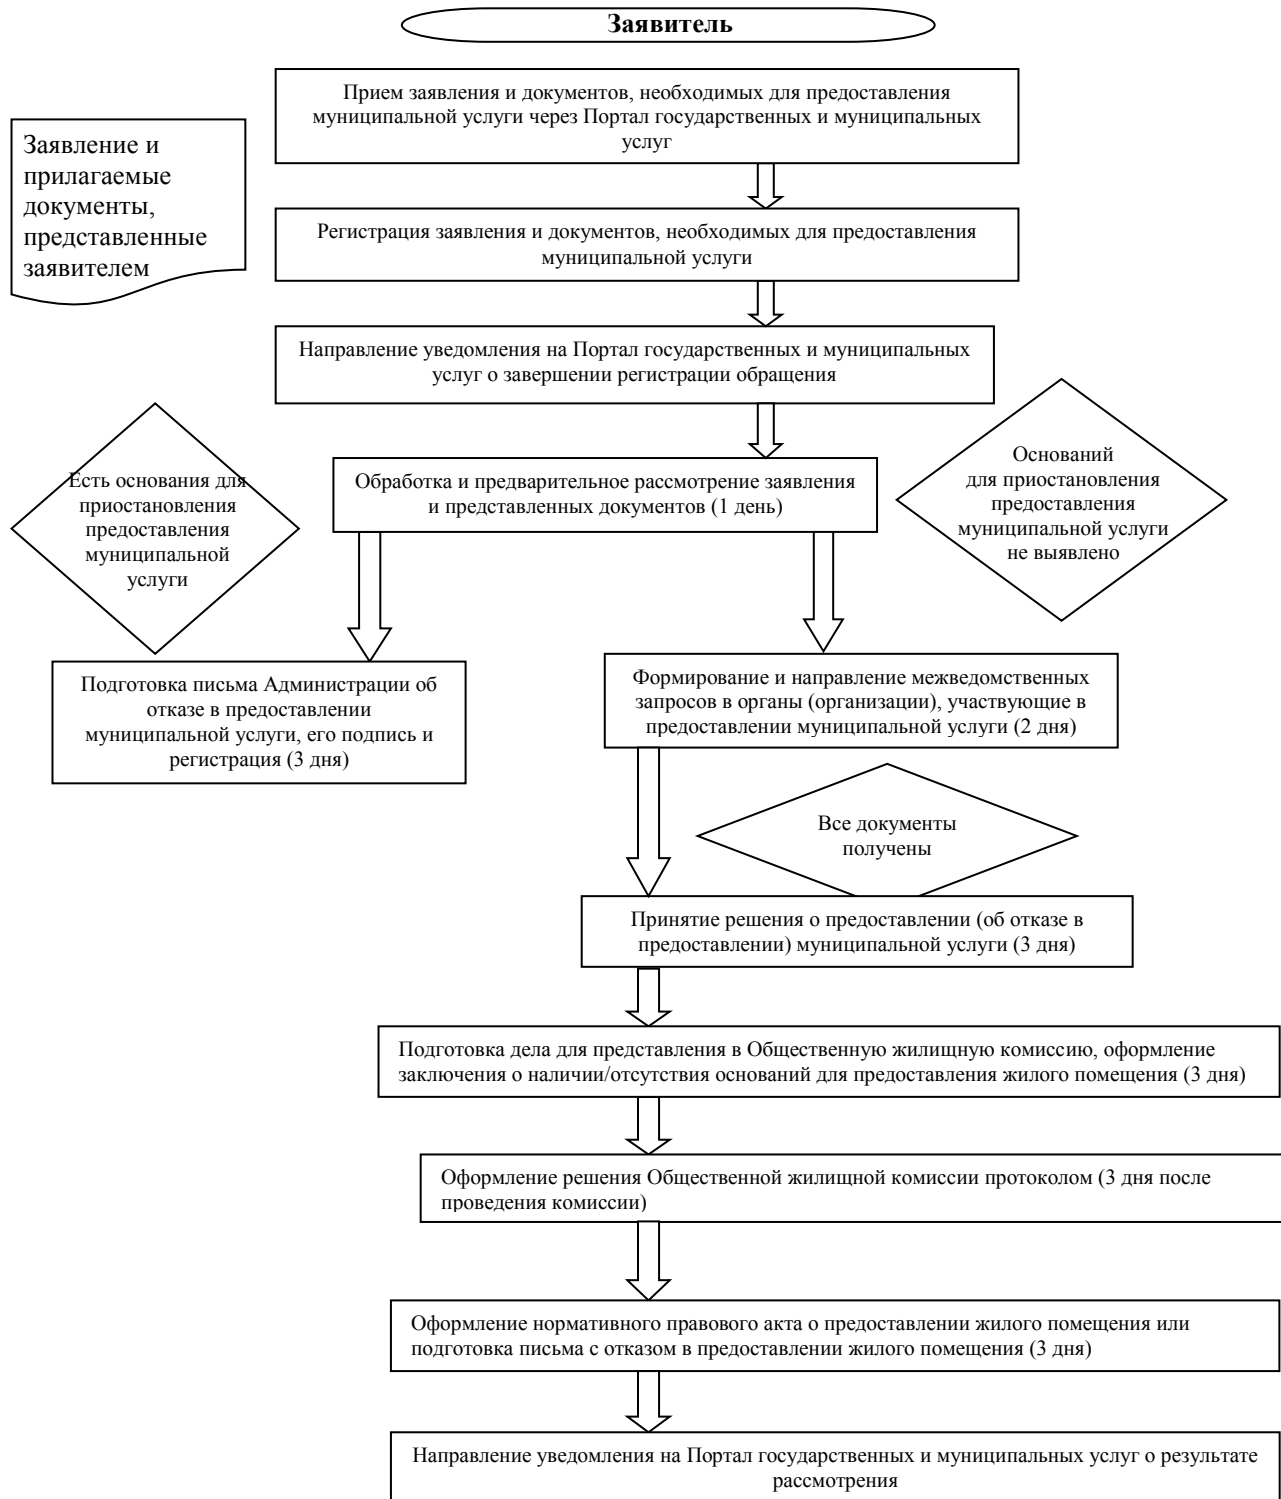 Заявитель
Прием заявления и документов, необходимых для предоставления
муниципальной услуги через Портал государственных и муниципальных
услуг
Заявление и
прилагаемые
документы,
представленные
заявителем
Регистрация заявления и документов, необходимых для предоставления
муниципальной услуги
Направление уведомления на Портал государственных и муниципальных
услуг о завершении регистрации обращения
Есть основания для
приостановления
предоставления
муниципальной
услуги
Обработка и предварительное рассмотрение заявления
и представленных документов (1 день)
Оснований
для приостановления
предоставления
муниципальной услуги
не выявлено
Подготовка письма Администрации об
отказе в предоставлении
муниципальной услуги, его подпись и
регистрация (3 дня)
Формирование и направление межведомственных
запросов в органы (организации), участвующие в
предоставлении муниципальной услуги (2 дня)
Все документы
получены
Принятие решения о предоставлении (об отказе в
предоставлении) муниципальной услуги (3 дня)
Подготовка дела для представления в Общественную жилищную комиссию, оформление
заключения о наличии/отсутствия оснований для предоставления жилого помещения (3 дня)
Оформление решения Общественной жилищной комиссии протоколом (3 дня после
проведения комиссии)
Оформление нормативного правового акта о предоставлении жилого помещения или
подготовка письма с отказом в предоставлении жилого помещения (3 дня)
Направление уведомления на Портал государственных и муниципальных услуг о результате
рассмотрения